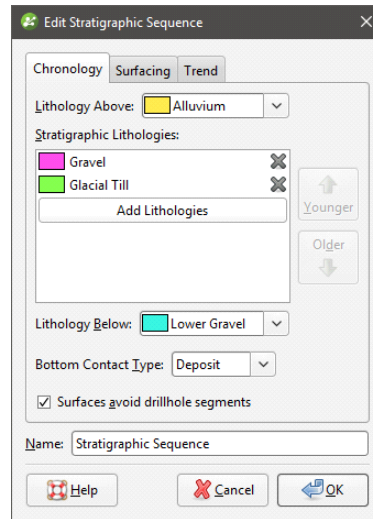 Edit Stratigraphic Sequence
Chronology Surfacing Trend
Lithology Above: Alluvium
Stratigraphic Lithologies:
Gravel
Glacial Till
Add Lithologies
Younger
Older
Lithology Below: Lower Gravel
Bottom Contact Type: Deposit
Surfaces avoid drillhole segments
Name: Stratigraphic Sequence
Help Cancel OK